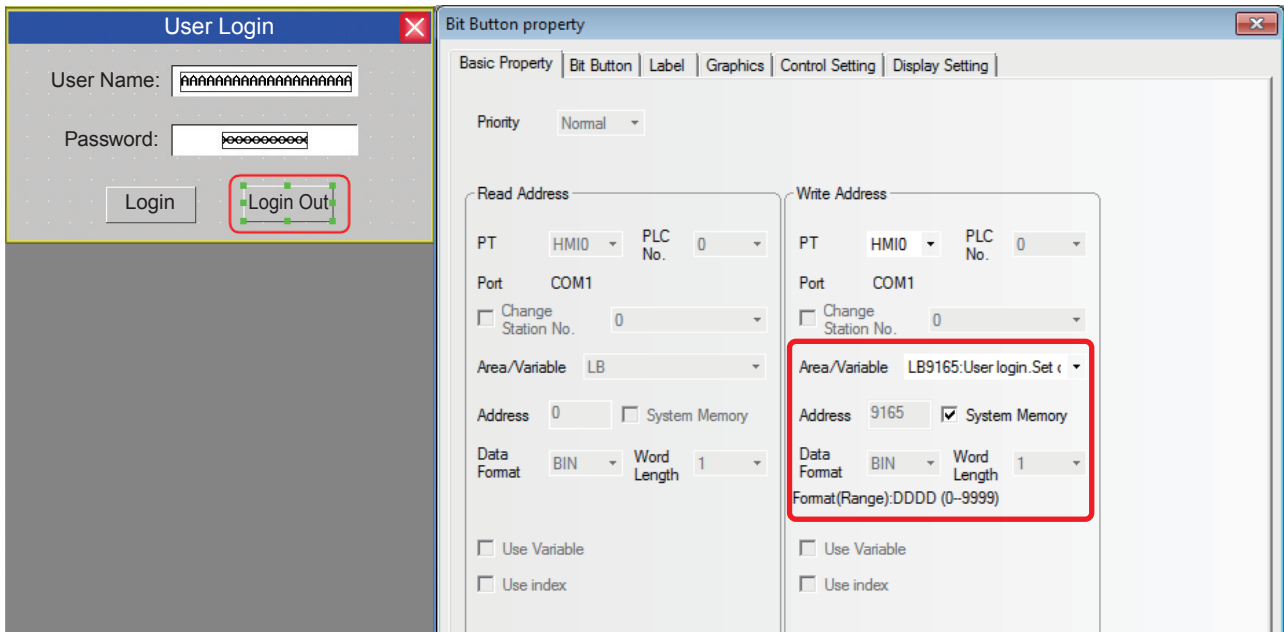 User Login
User Name: AAAAAAAAAAAAAAAAAAAA
Password:
Login Login Out
Bit Button property
Basic Property Bit Button Label Graphics Control Setting Display Setting
Priority Normal
Read Address
PT HMI0 PLC No. 0
Port COM1
Change Station No. 0
Area/Variable LB
Address 0 System Memory
Data Format BIN Word Length 1
Use Variable
Use index
Write Address
PT HMI0 PLC No. 0
Port COM1
Change Station No. 0
Area/Variable LB9165:User login.Set
Address 9165 System Memory
Data Format BIN Word Length 1
Format(Range):DDDD (0--9999)
Use Variable
Use index